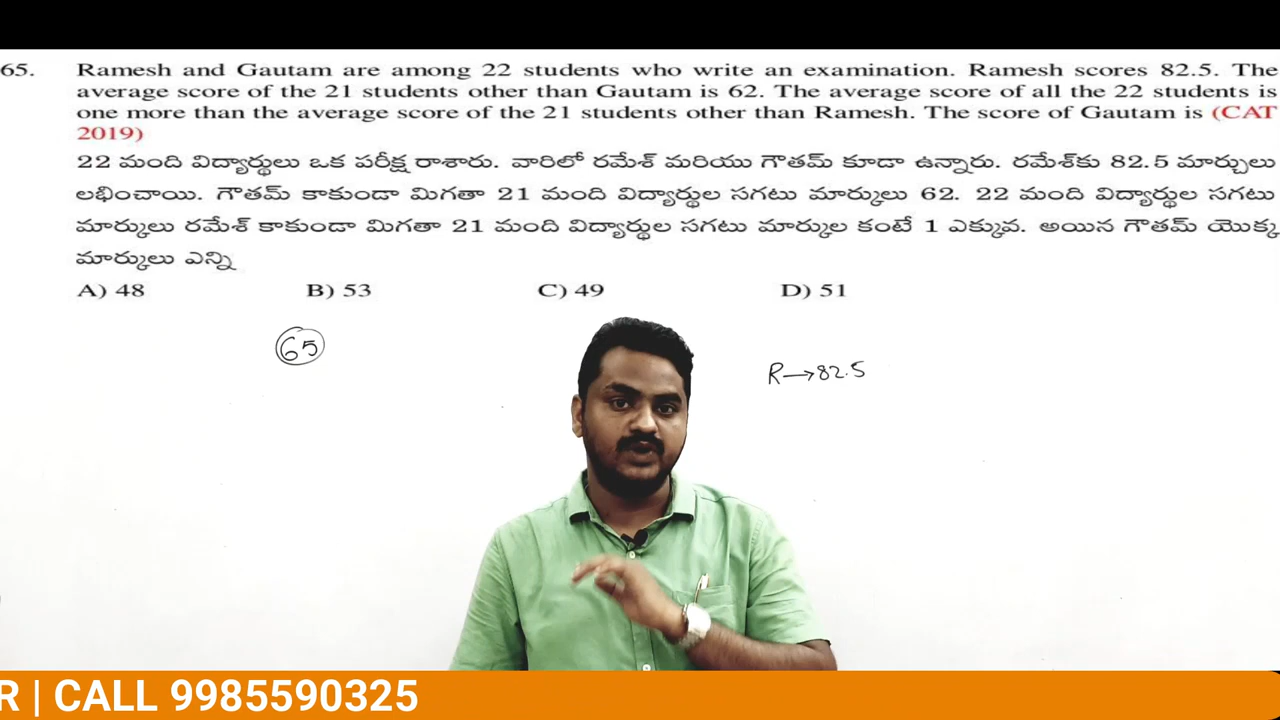 65. Ramesh and Gautam are among 22 students who write an examination. Ramesh scores 82.5. The
average score of the 21 students other than Gautam is 62. The average score of all the 22 students is
one more than the average score of the 21 students other than Ramesh. The score of Gautam is (CAT
2019)
22 మంది విద్యార్థులు ఒక పరీక్ష రాశారు. వారిలో రమేశ్ మరియు గౌతమ్ కూడా ఉన్నారు. రమేశ్‌కు 82.5 మార్కులు
లభించాయి. గౌతమ్ కాకుండా మిగతా 21 మంది విద్యార్థుల సగటు మార్కులు 62. 22 మంది విద్యార్థుల సగటు
మార్కులు రమేశ్ కాకుండా మిగతా 21 మంది విద్యార్థుల సగటు మార్కుల కంటే 1 ఎక్కువ. అయిన గౌతమ్ యొక్క
మార్కులు ఎన్ని
A) 48 B) 53 C) 49 D) 51
65
R→82.5
R | CALL 9985590325